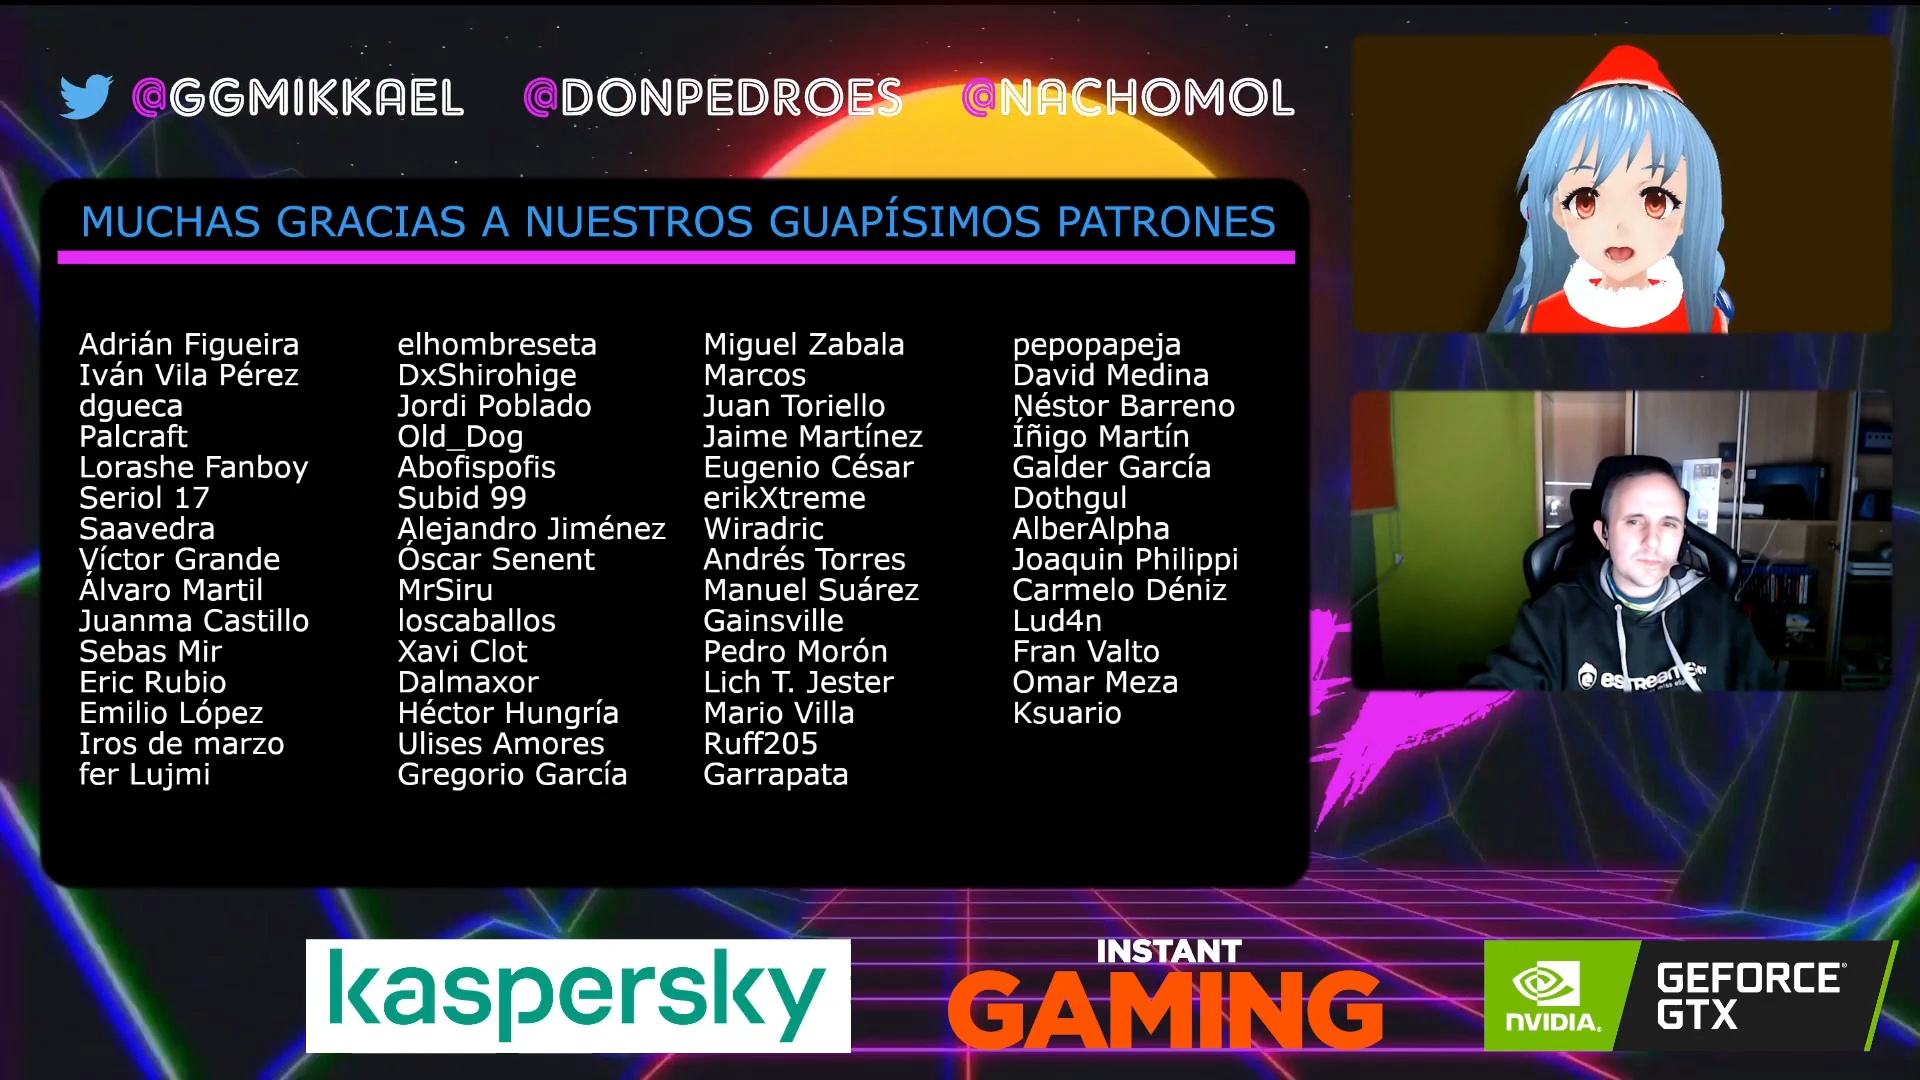 @GGMIKKAEL @DONPEDROES @NACHOMOL
MUCHAS GRACIAS A NUESTROS GUAPÍSIMOS PATRONES
Adrián Figueira
Iván Vila Pérez
dgueca
Palcraft
Lorashe Fanboy
Seriol 17
Saavedra
Víctor Grande
Álvaro Martil
Juanma Castillo
Sebas Mir
Eric Rubio
Emilio López
Iros de marzo
fer Lujmi
elhombreseta
DxShirohige
Jordi Poblado
Old_Dog
Abofispofis
Subid 99
Alejandro Jiménez
Óscar Senent
MrSiru
loscaballos
Xavi Clot
Dalmaxor
Héctor Hungría
Ulises Amores
Gregorio García
Miguel Zabala
Marcos
Juan Toriello
Jaime Martínez
Eugenio César
erikXtreme
Wiradric
Andrés Torres
Manuel Suárez
Gainsville
Pedro Morón
Lich T. Jester
Mario Villa
Ruff205
Garrapata
pepopapeja
David Medina
Néstor Barreno
Íñigo Martín
Galder García
Dothgul
AlberAlpha
Joaquin Philippi
Carmelo Déniz
Lud4n
Fran Valto
Omar Meza
Ksuario
kaspersky
INSTANT
GAMING
NVIDIA.
GEFORCE®
GTX